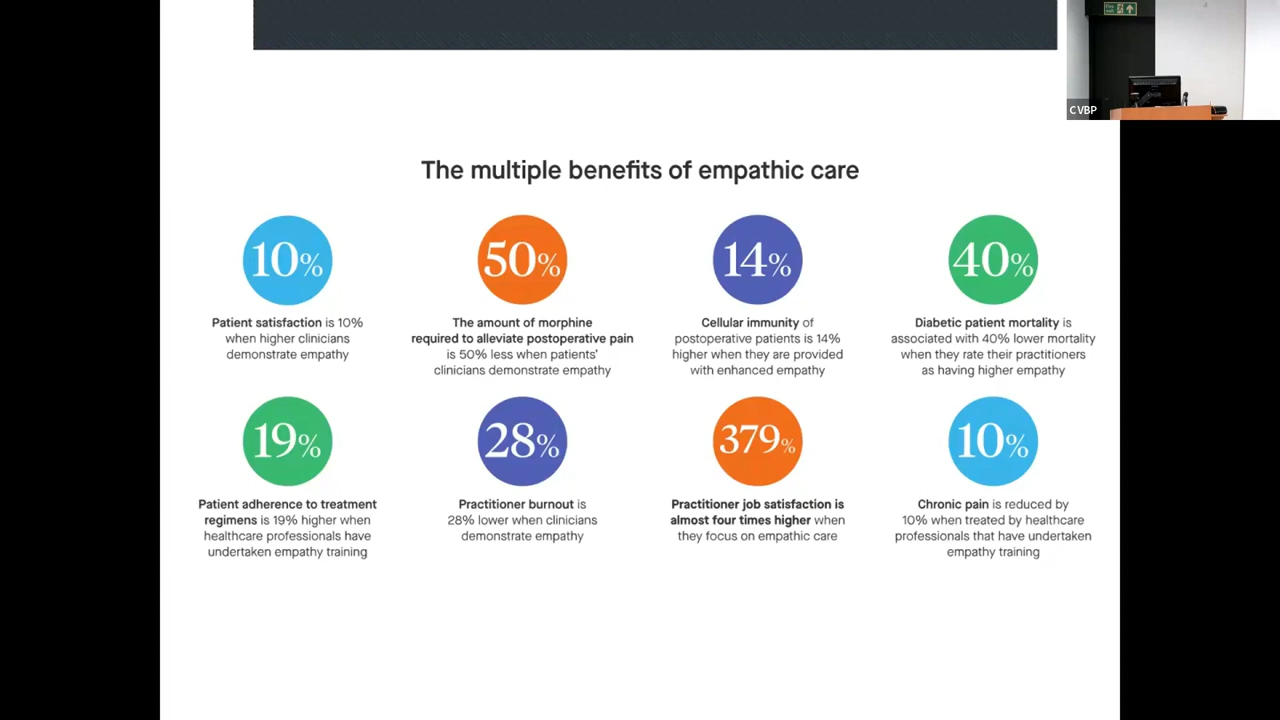 CVBP
The multiple benefits of empathic care
10%
Patient satisfaction is 10%
when higher clinicians
demonstrate empathy
50%
The amount of morphine
required to alleviate postoperative pain
is 50% less when patients'
clinicians demonstrate empathy
14%
Cellular immunity of
postoperative patients is 14%
higher when they are provided
with enhanced empathy
40%
Diabetic patient mortality is
associated with 40% lower mortality
when they rate their practitioners
as having higher empathy
19%
Patient adherence to treatment
regimens is 19% higher when
healthcare professionals have
undertaken empathy training
28%
Practitioner burnout is
28% lower when clinicians
demonstrate empathy
379%
Practitioner job satisfaction is
almost four times higher when
they focus on empathic care
10%
Chronic pain is reduced by
10% when treated by healthcare
professionals that have undertaken
empathy training